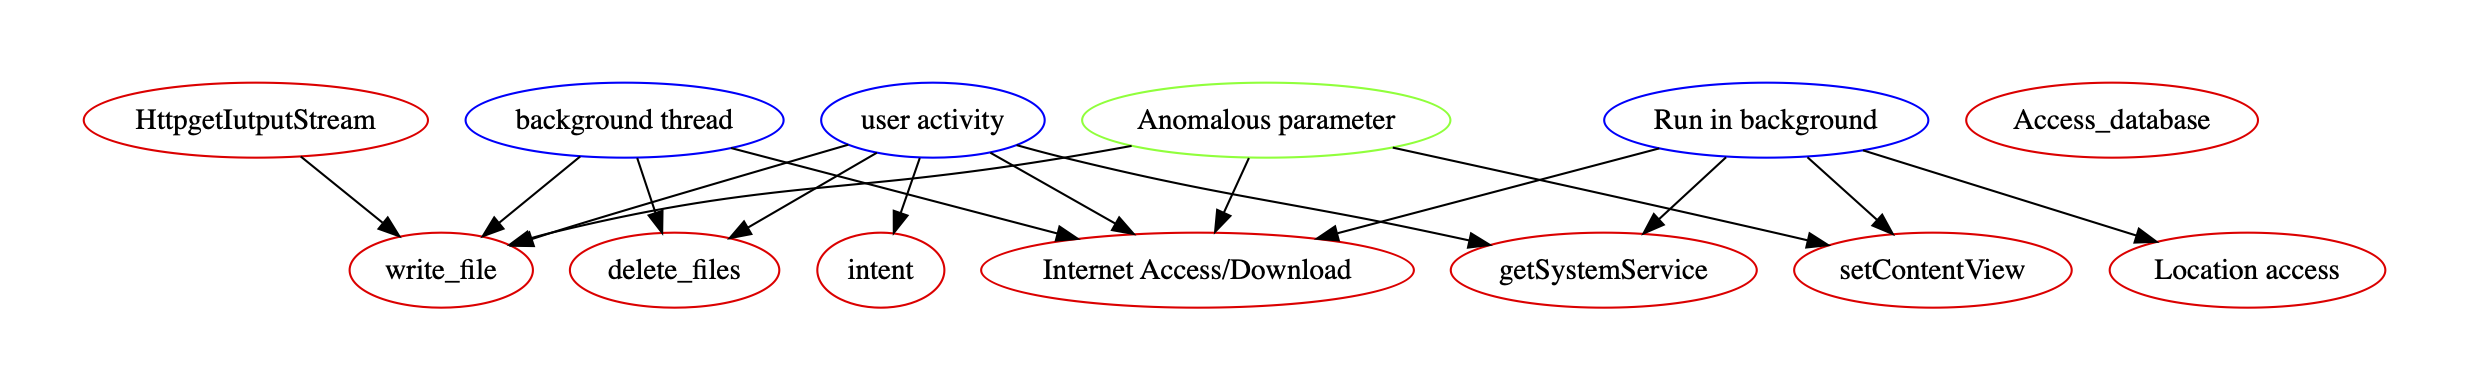 HttpgetIutputStream
background thread
user activity
Anomalous parameter
Run in background
Access_database
write_file
delete_files
intent
Internet Access/Download
getSystemService
setContentView
Location access